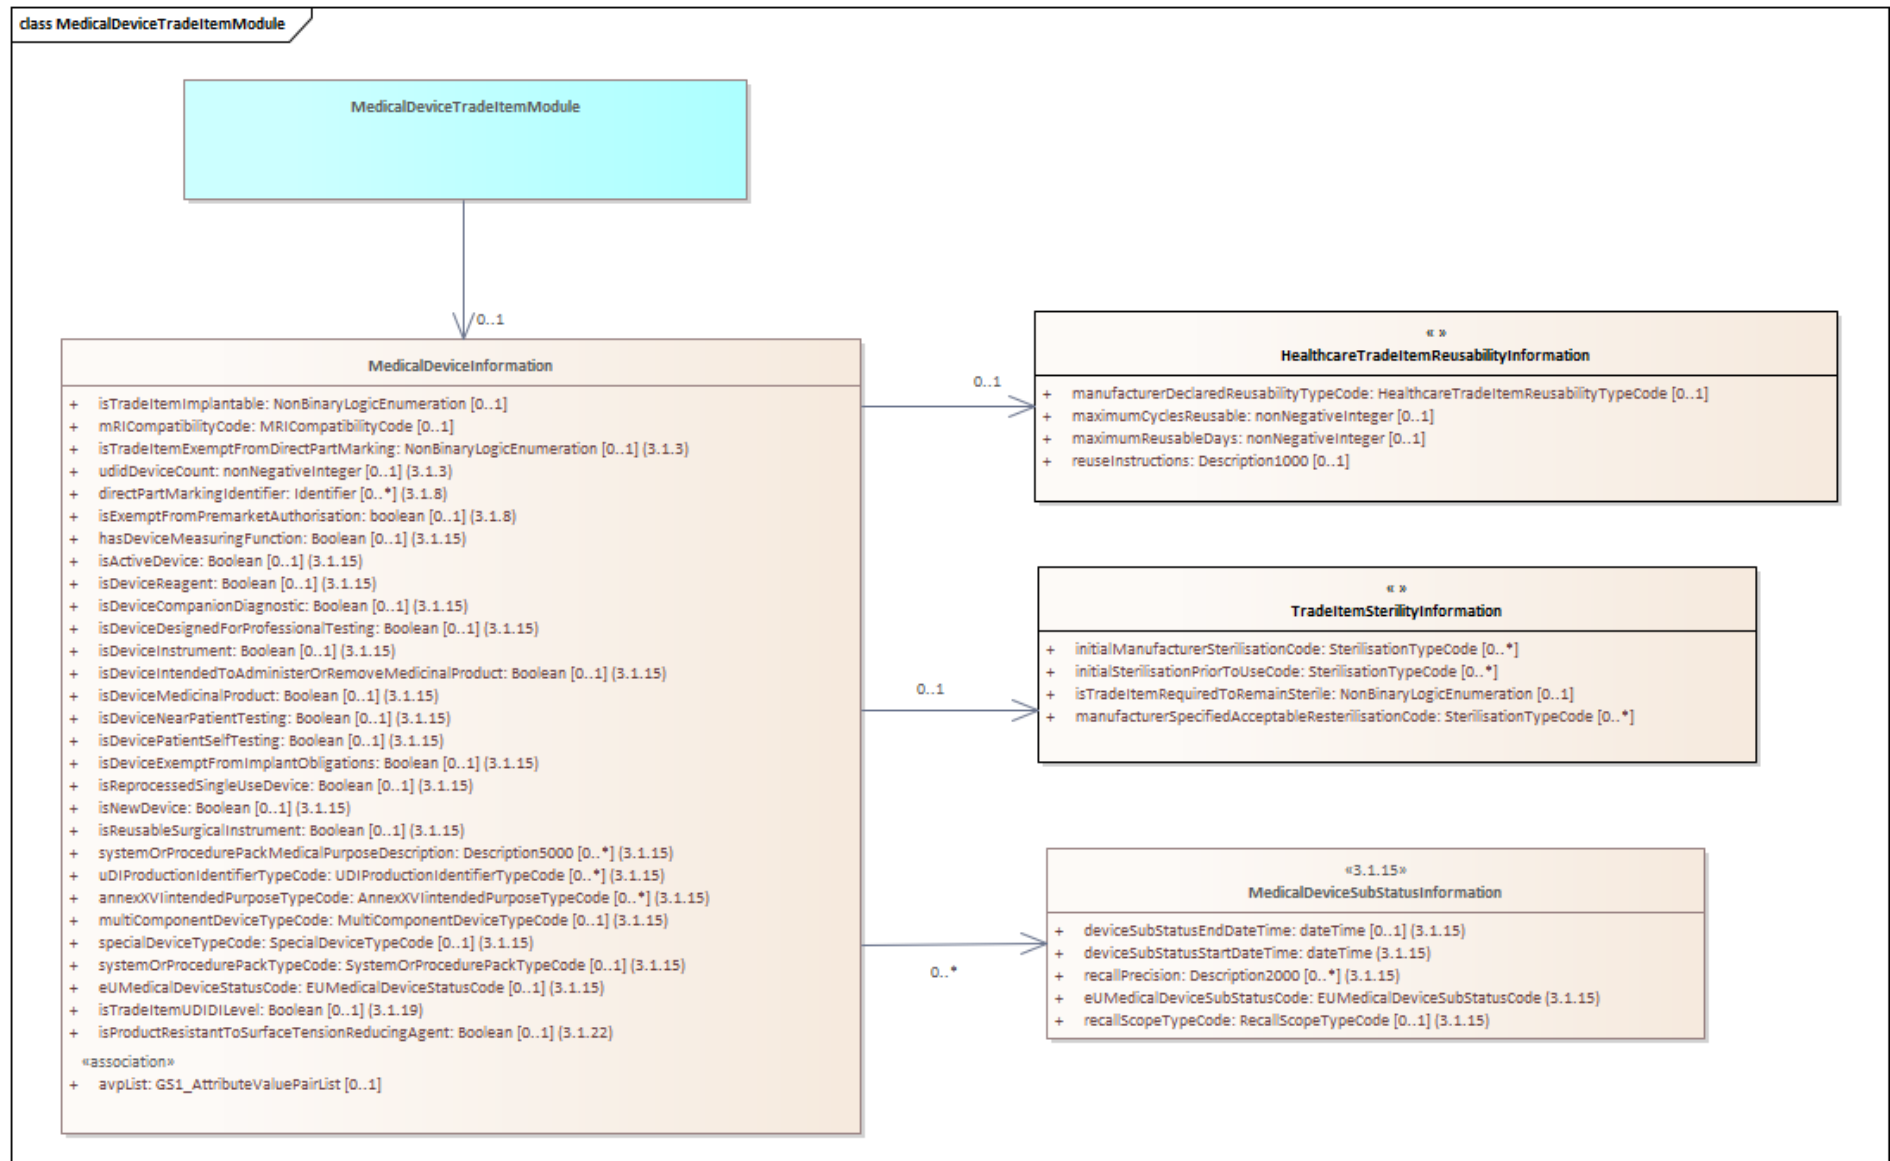 class MedicalDeviceTradeItemModule
MedicalDeviceTradeItemModule
0..1
MedicalDeviceInformation
+ isTradeItemImplantable: NonBinaryLogicEnumeration [0..1]
+ mRICompatibilityCode: MRICompatibilityCode [0..1]
+ isTradeItemExemptFromDirectPartMarking: NonBinaryLogicEnumeration [0..1] (3.1.3)
+ udidDeviceCount: nonNegativeInteger [0..1] (3.1.3)
+ directPartMarkingIdentifier: Identifier [0..*] (3.1.8)
+ isExemptFromPremarketAuthorisation: boolean [0..1] (3.1.8)
+ hasDeviceMeasuringFunction: Boolean [0..1] (3.1.15)
+ isActiveDevice: Boolean [0..1] (3.1.15)
+ isDeviceReagent: Boolean [0..1] (3.1.15)
+ isDeviceCompanionDiagnostic: Boolean [0..1] (3.1.15)
+ isDeviceDesignedForProfessionalTesting: Boolean [0..1] (3.1.15)
+ isDeviceInstrument: Boolean [0..1] (3.1.15)
+ isDeviceIntendedToAdministerOrRemoveMedicinalProduct: Boolean [0..1] (3.1.15)
+ isDeviceMedicinalProduct: Boolean [0..1] (3.1.15)
+ isDeviceNearPatientTesting: Boolean [0..1] (3.1.15)
+ isDevicePatientSelfTesting: Boolean [0..1] (3.1.15)
+ isDeviceExemptFromImplantObligations: Boolean [0..1] (3.1.15)
+ isReprocessedSingleUseDevice: Boolean [0..1] (3.1.15)
+ isNewDevice: Boolean [0..1] (3.1.15)
+ isReusableSurgicalInstrument: Boolean [0..1] (3.1.15)
+ systemOrProcedurePackMedicalPurposeDescription: Description5000 [0..*] (3.1.15)
+ uDIProductionIdentifierTypeCode: UDIProductionIdentifierTypeCode [0..*] (3.1.15)
+ annexXVIintendedPurposeTypeCode: AnnexXVIintendedPurposeTypeCode [0..*] (3.1.15)
+ multiComponentDeviceTypeCode: MultiComponentDeviceTypeCode [0..1] (3.1.15)
+ specialDeviceTypeCode: SpecialDeviceTypeCode [0..1] (3.1.15)
+ systemOrProcedurePackTypeCode: SystemOrProcedurePackTypeCode [0..1] (3.1.15)
+ eUMedicalDeviceStatusCode: EUMedicalDeviceStatusCode [0..1] (3.1.15)
+ isTradeItemUDIDILevel: Boolean [0..1] (3.1.19)
+ isProductResistantToSurfaceTensionReducingAgent: Boolean [0..1] (3.1.22)
«association»
+ avpList: GS1_AttributeValuePairList [0..1]
0..1
« »
HealthcareTradeItemReusabilityInformation
+ manufacturerDeclaredReusabilityTypeCode: HealthcareTradeItemReusabilityTypeCode [0..1]
+ maximumCyclesReusable: nonNegativeInteger [0..1]
+ maximumReusableDays: nonNegativeInteger [0..1]
+ reuseInstructions: Description1000 [0..1]
0..1
« »
TradeItemSterilityInformation
+ initialManufacturerSterilisationCode: SterilisationTypeCode [0..*]
+ initialSterilisationPriorToUseCode: SterilisationTypeCode [0..*]
+ isTradeItemRequiredToRemainSterile: NonBinaryLogicEnumeration [0..1]
+ manufacturerSpecifiedAcceptableResterilisationCode: SterilisationTypeCode [0..*]
0..*
«3.1.15»
MedicalDeviceSubStatusInformation
+ deviceSubStatusEndDateTime: dateTime [0..1] (3.1.15)
+ deviceSubStatusStartDateTime: dateTime (3.1.15)
+ recallPrecision: Description2000 [0..*] (3.1.15)
+ eUMedicalDeviceSubStatusCode: EUMedicalDeviceSubStatusCode (3.1.15)
+ recallScopeTypeCode: RecallScopeTypeCode [0..1] (3.1.15)